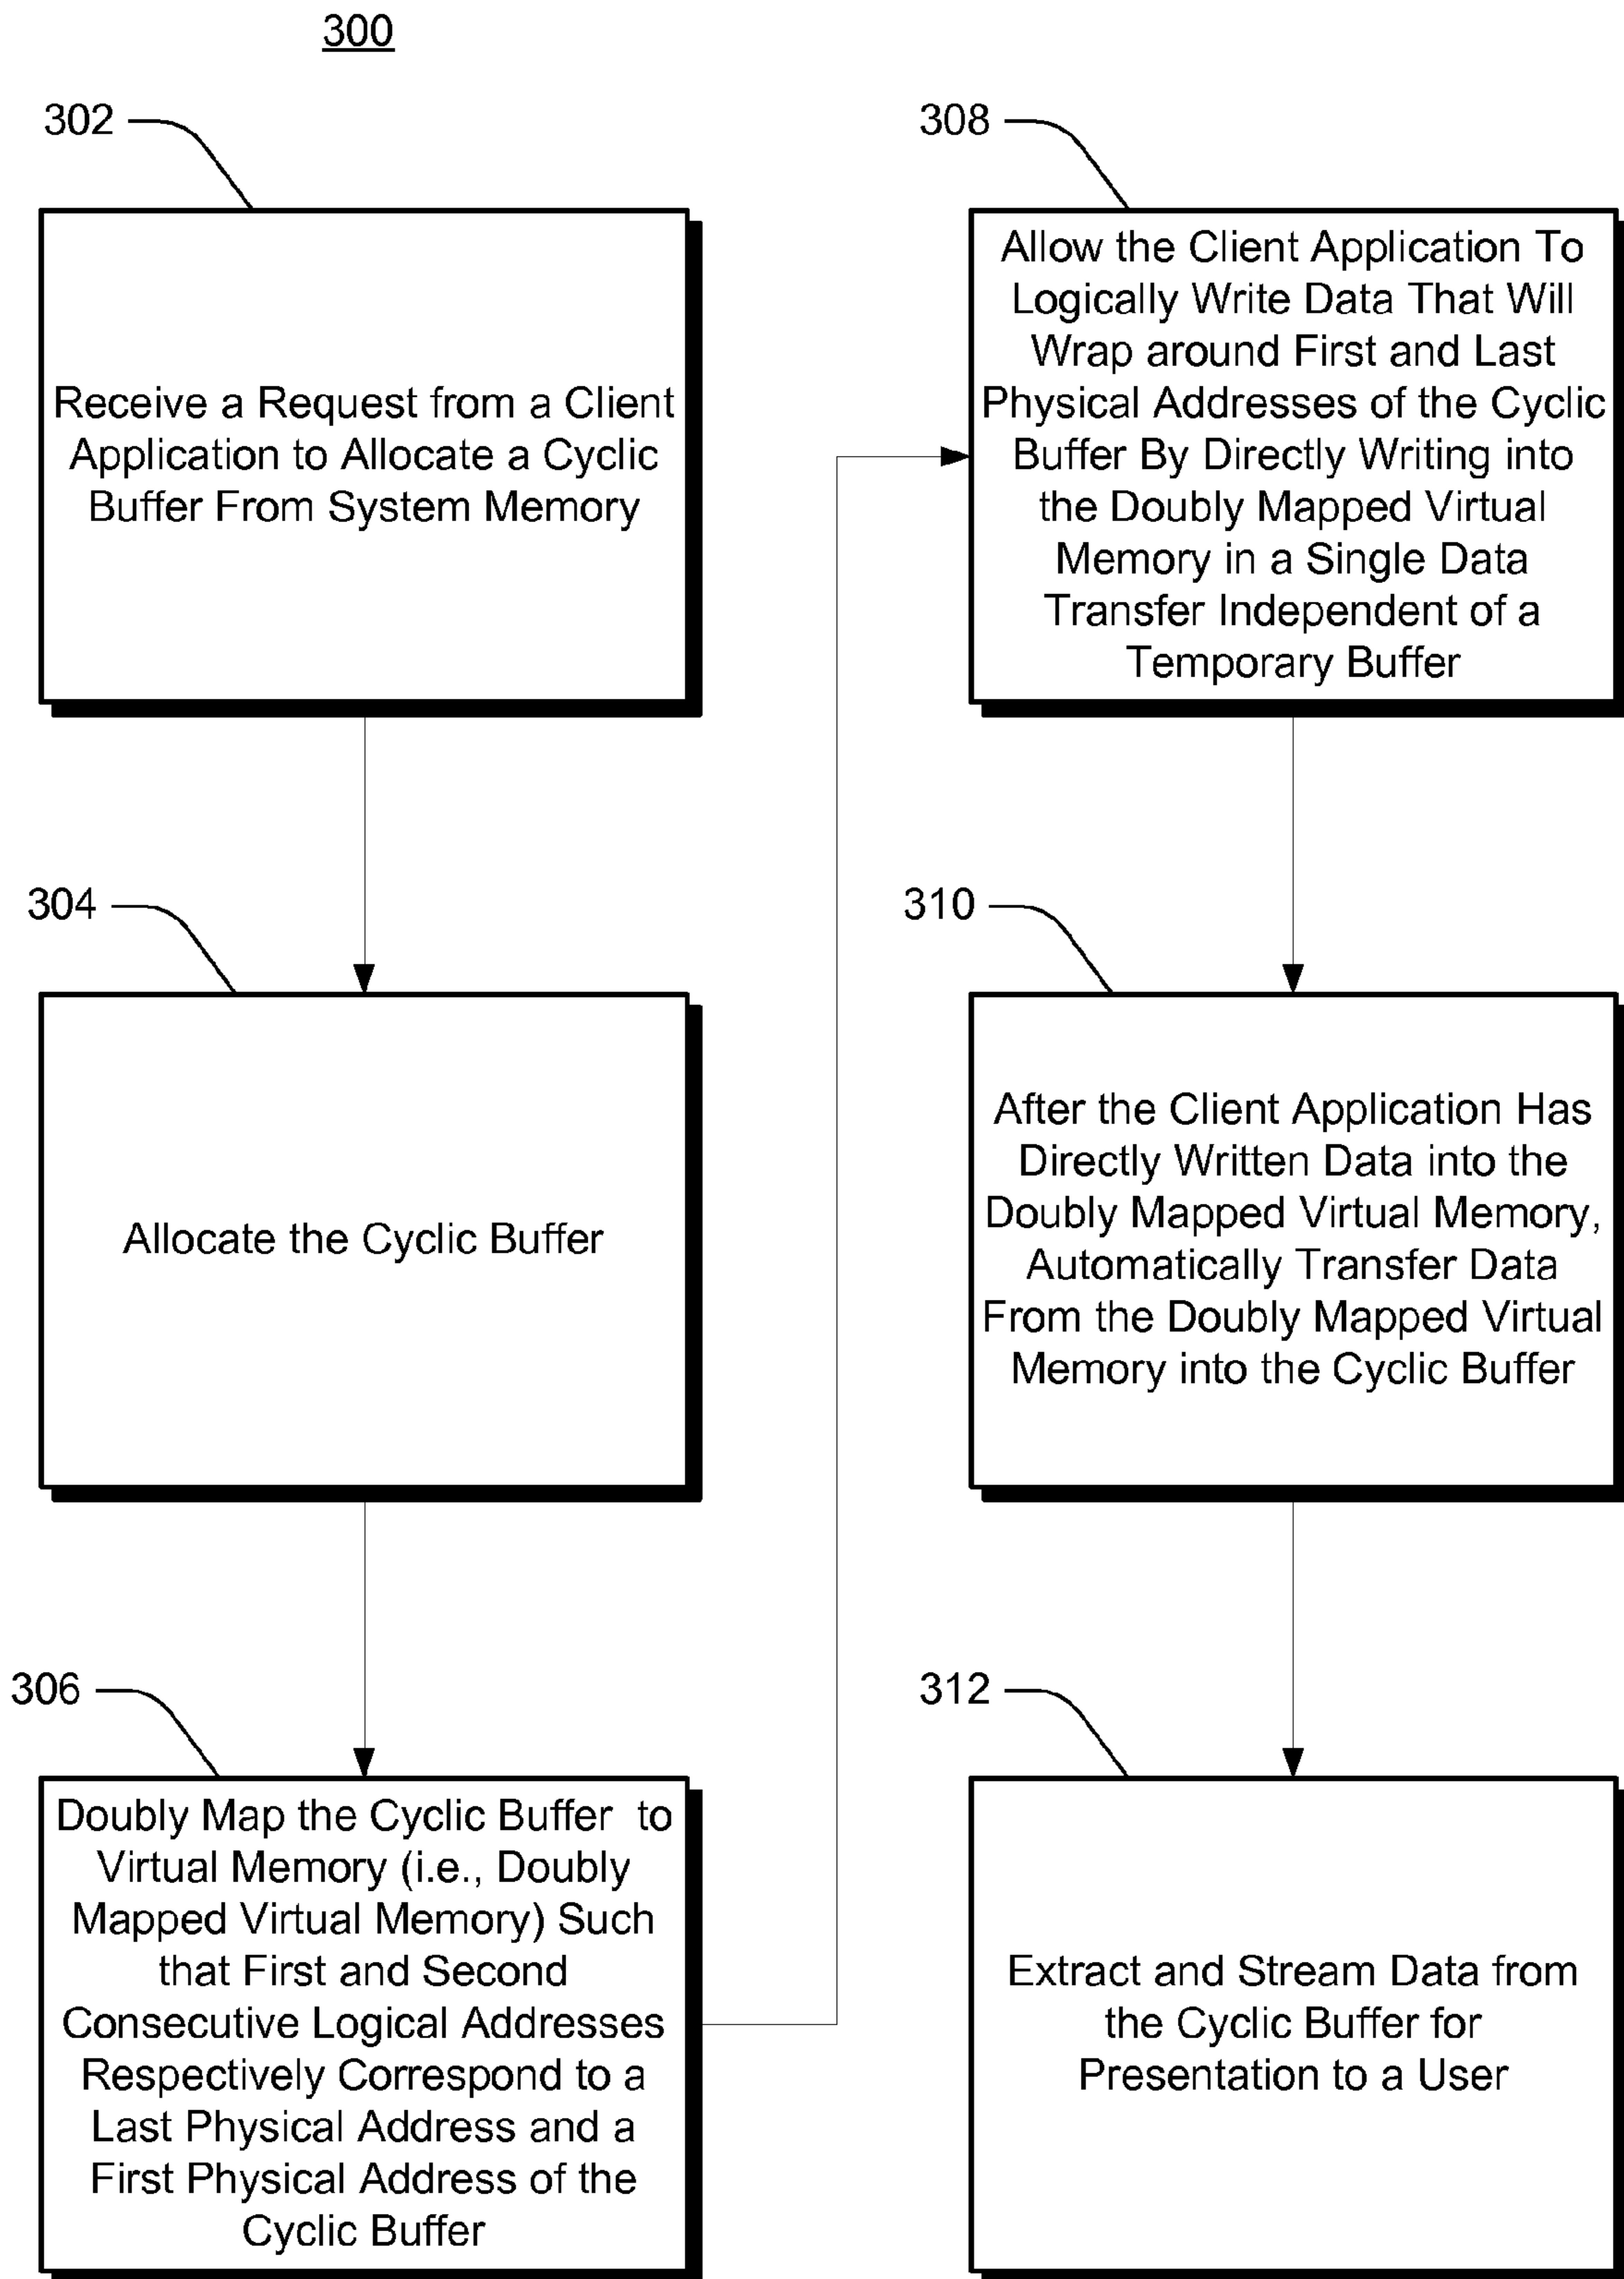 300
302
Receive a Request from a Client
Application to Allocate a Cyclic
Buffer From System Memory
304
Allocate the Cyclic Buffer
306
Doubly Map the Cyclic Buffer to
Virtual Memory (i.e., Doubly
Mapped Virtual Memory) Such
that First and Second
Consecutive Logical Addresses
Respectively Correspond to a
Last Physical Address and a
First Physical Address of the
Cyclic Buffer
308
Allow the Client Application To
Logically Write Data That Will
Wrap around First and Last
Physical Addresses of the Cyclic
Buffer By Directly Writing into
the Doubly Mapped Virtual
Memory in a Single Data
Transfer Independent of a
Temporary Buffer
310
After the Client Application Has
Directly Written Data into the
Doubly Mapped Virtual Memory,
Automatically Transfer Data
From the Doubly Mapped Virtual
Memory into the Cyclic Buffer
312
Extract and Stream Data from
the Cyclic Buffer for
Presentation to a User